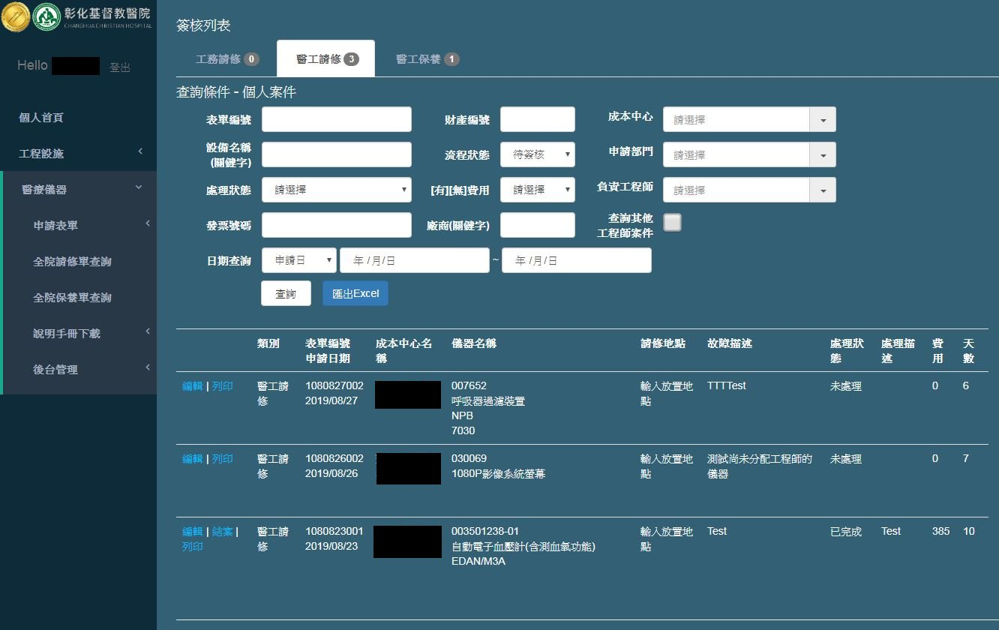 彰化基督教醫院
CHANGHUA CHRISTIAN HOSPITAL
Hello 登出
個人首頁
工程設施
醫療儀器
申請表單
全院請修單查詢
全院保養單查詢
說明手冊下載
後台管理
簽核列表
工務請修 0 醫工請修 3 醫工保養 1
查詢條件 - 個人案件
表單編號 財產編號 成本中心 請選擇
設備名稱
(關鍵字) 流程狀態 待簽核 申請部門 請選擇
處理狀態 請選擇 [有][無]費用 請選擇 負責工程師 請選擇
發票號碼 廠商(關鍵字) 查詢其他
工程師案件
日期查詢 申請日 年 /月/日 ~ 年 /月/日
查詢 匯出Excel
類別 表單編號 成本中心名 儀器名稱 請修地點 故障描述 處理狀 處理描 費 天
申請日期 稱 態 述 用 數
編輯 | 列印 醫工請 1080827002 007652 輸入放置地 TTTTest 未處理 0 6
修 2019/08/27 呼吸器過濾裝置 點
NPB
7030
編輯 | 列印 醫工請 1080826002 030069 輸入放置地 測試尚未分配工程師的 未處理 0 7
修 2019/08/26 1080P影像系統螢幕 點 儀器
編輯 | 結案 | 醫工請 1080823001 003501238-01 輸入放置地 Test 已完成 Test 385 10
列印 修 2019/08/23 自動電子血壓計(含測血氧功能) 點
EDAN/M3A